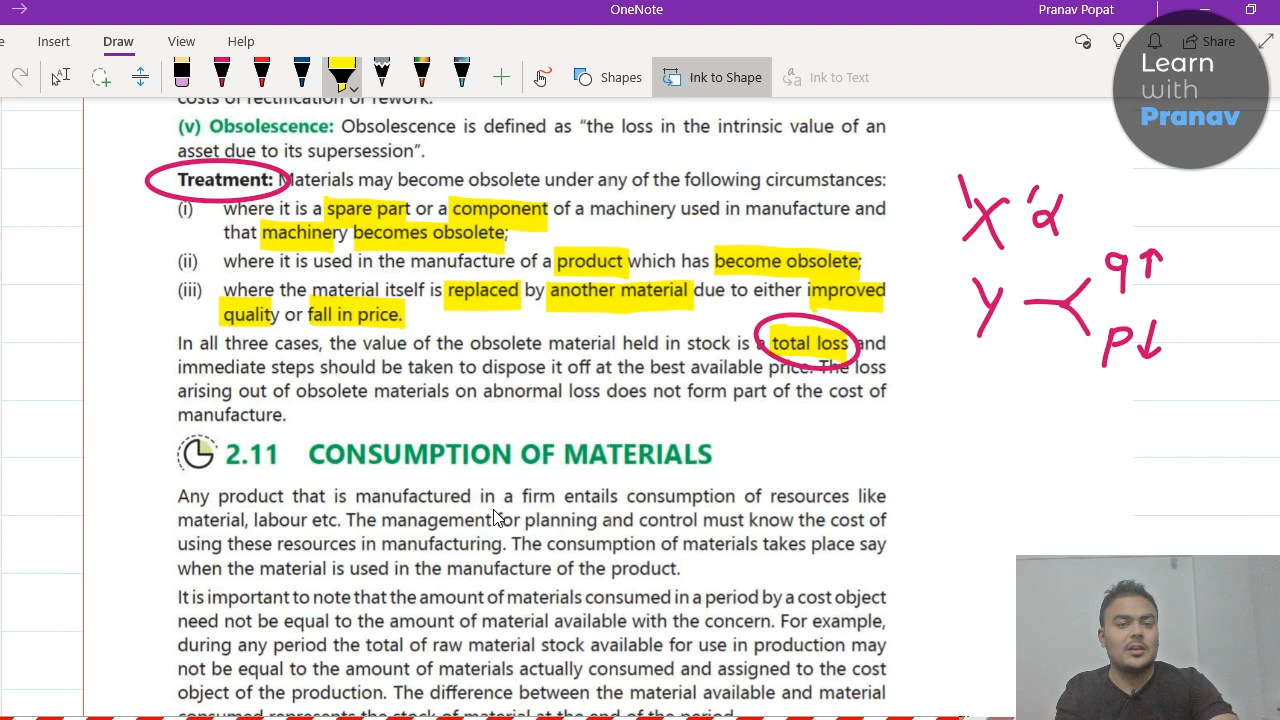 OneNote
Pranav Popat
Insert Draw View Help
Share
Shapes
Ink to Shape
Ink to Text
Learn
with
Pranav
costs of rectification or rework.
(v) Obsolescence: Obsolescence is defined as “the loss in the intrinsic value of an
asset due to its supersession”.
Treatment: Materials may become obsolete under any of the following circumstances:
(i) where it is a spare part or a component of a machinery used in manufacture and
that machinery becomes obsolete;
(ii) where it is used in the manufacture of a product which has become obsolete;
(iii) where the material itself is replaced by another material due to either improved
quality or fall in price.
In all three cases, the value of the obsolete material held in stock is a total loss and
immediate steps should be taken to dispose it off at the best available price. The loss
arising out of obsolete materials on abnormal loss does not form part of the cost of
manufacture.
2.11 CONSUMPTION OF MATERIALS
Any product that is manufactured in a firm entails consumption of resources like
material, labour etc. The management for planning and control must know the cost of
using these resources in manufacturing. The consumption of materials takes place say
when the material is used in the manufacture of the product.
It is important to note that the amount of materials consumed in a period by a cost object
need not be equal to the amount of material available with the concern. For example,
during any period the total of raw material stock available for use in production may
not be equal to the amount of materials actually consumed and assigned to the cost
object of the production. The difference between the material available and material
consumed represents the stock of material at the end of the period.
'X'
Y
q↑
P↓